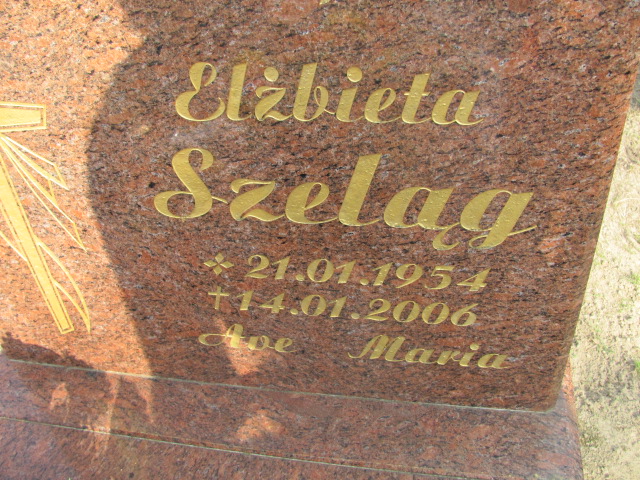 Elżbieta
Szeląg
✤ 21.01.1954
+14.01.2006
Ave Maria